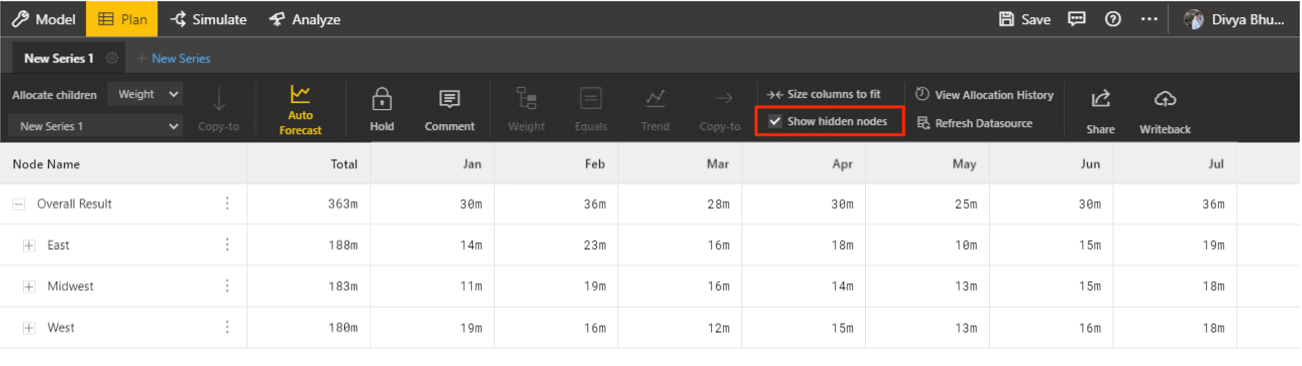 Model Plan Simulate Analyze Save Divya Bhu...
New Series 1 + New Series
Allocate children Weight Size columns to fit View Allocation History
New Series 1 Copy-to Auto Forecast Hold Comment Weight Equals Trend Copy-to Show hidden nodes Refresh Datasource Share Writeback
Node Name Total Jan Feb Mar Apr May Jun Jul
Overall Result 363m 30m 36m 28m 30m 25m 30m 36m
East 188m 14m 23m 16m 18m 10m 15m 19m
Midwest 183m 11m 19m 16m 14m 13m 15m 18m
West 180m 19m 16m 12m 15m 13m 16m 18m